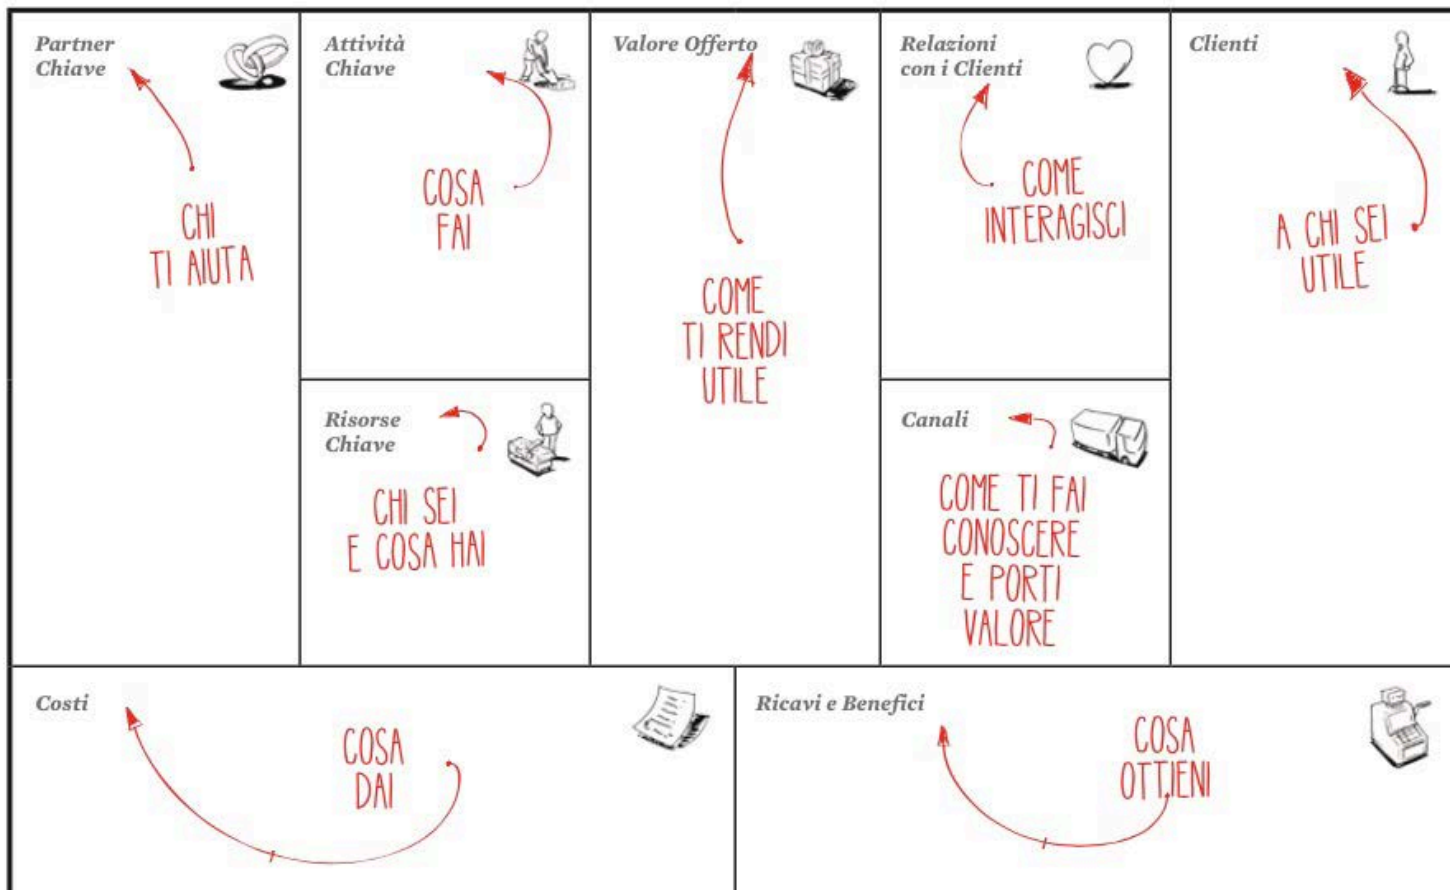 Partner
Chiave
CHI
TI AIUTA
Attività
Chiave
COSA
FAI
Risorse
Chiave
CHI SEI
E COSA HAI
Valore Offerto
COME
TI RENDI
UTILE
Relazioni
con i Clienti
COME
INTERAGISCI
Canali
COME TI FAI
CONOSCERE
E PORTI
VALORE
Clienti
A CHI SEI
UTILE
Costi
COSA
DAI
Ricavi e Benefici
COSA
OTTIENI